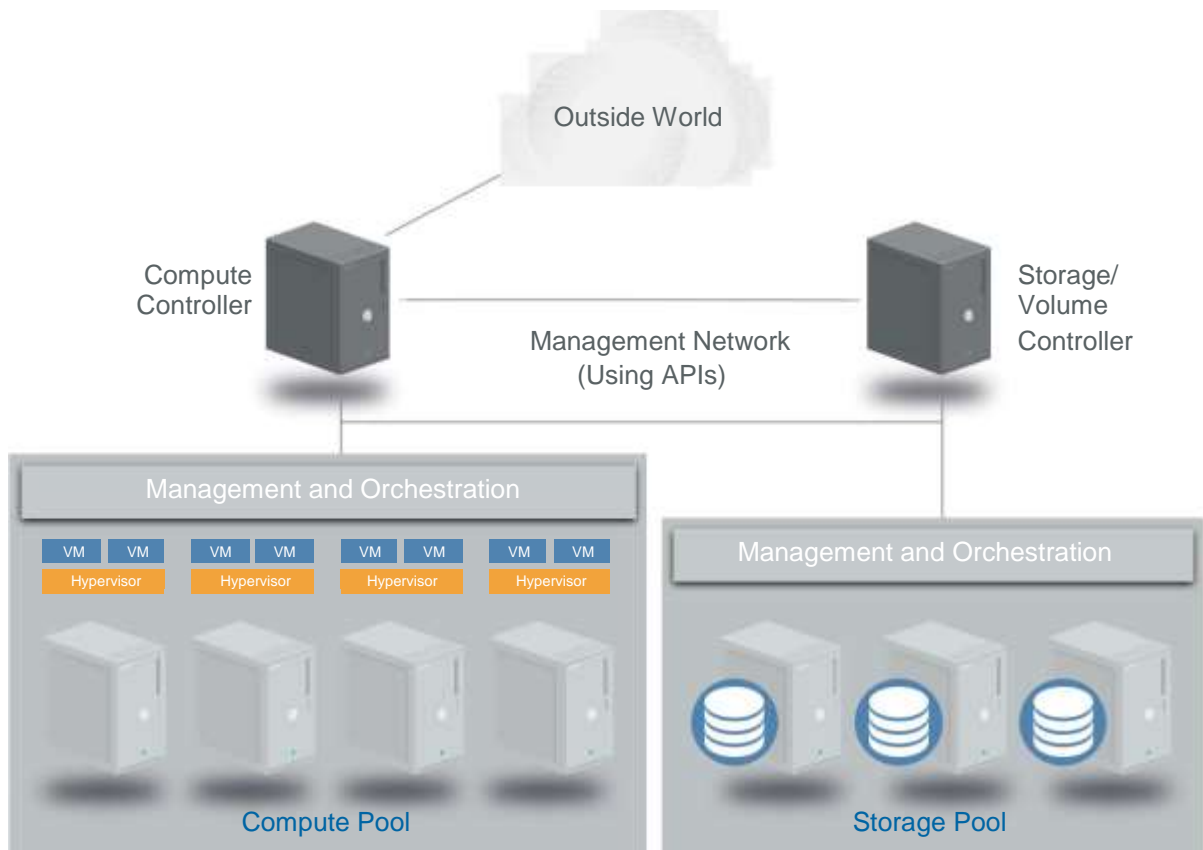 Outside World
Compute
Controller
Storage/
Volume
Controller
Management Network
(Using APIs)
Management and Orchestration
VM VM VM VM VM VM VM VM
Hypervisor Hypervisor Hypervisor Hypervisor
Compute Pool
Management and Orchestration
Storage Pool